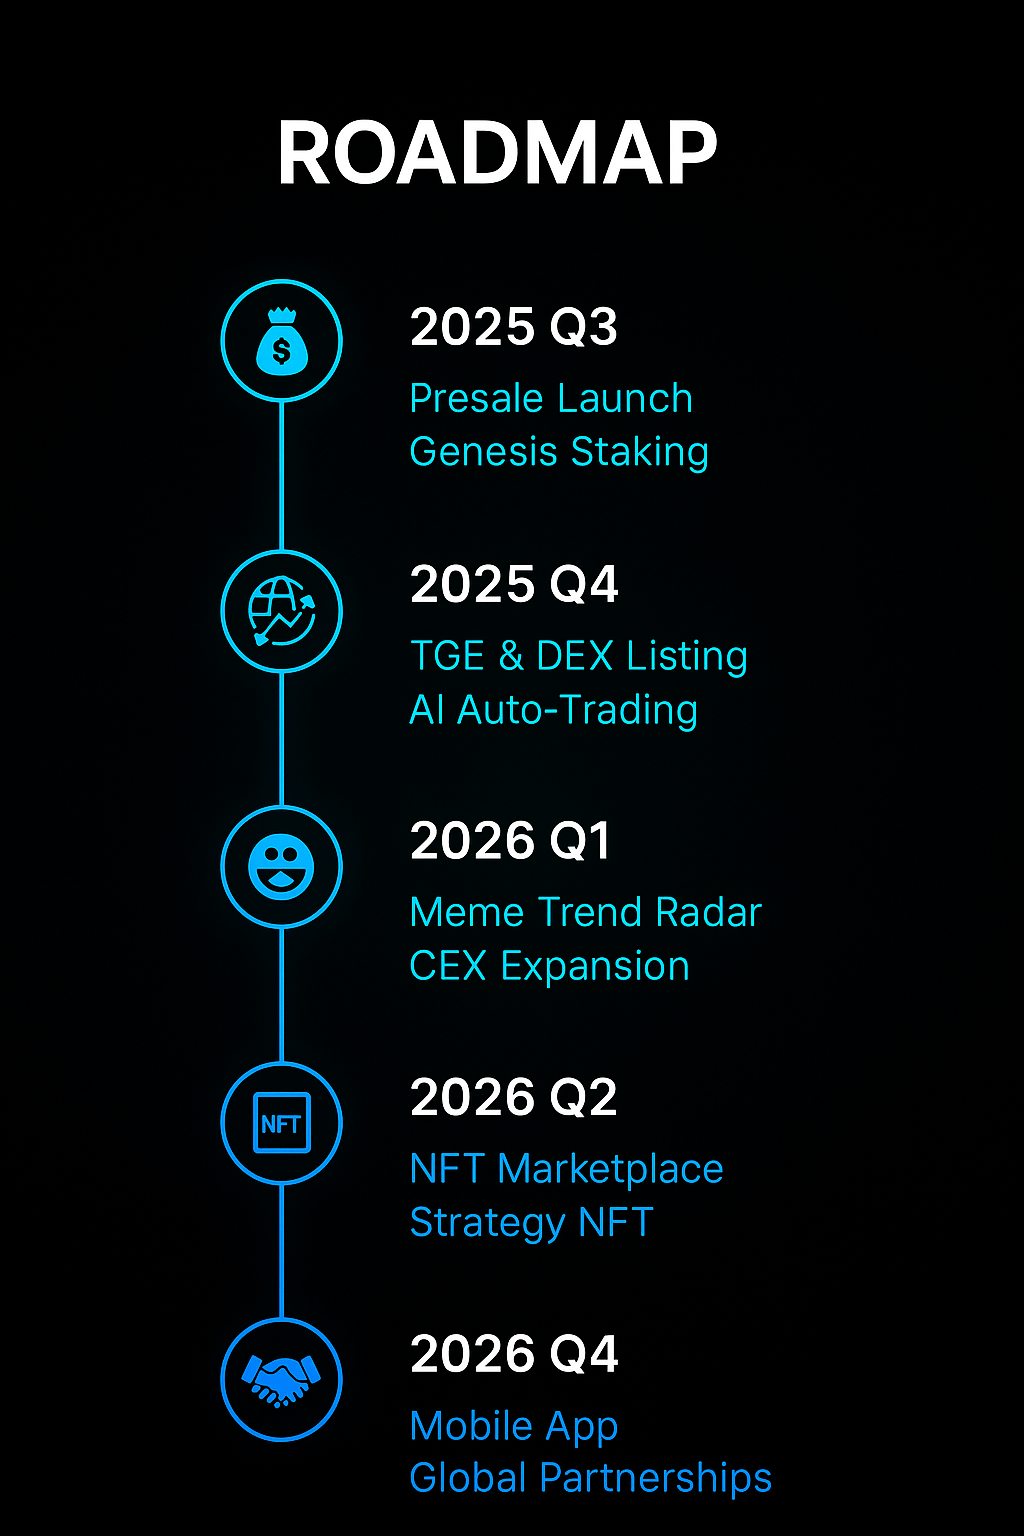 ROADMAP
$
2025 Q3
Presale Launch
Genesis Staking
2025 Q4
TGE & DEX Listing
AI Auto-Trading
2026 Q1
Meme Trend Radar
CEX Expansion
NFT
2026 Q2
NFT Marketplace
Strategy NFT
2026 Q4
Mobile App
Global Partnerships